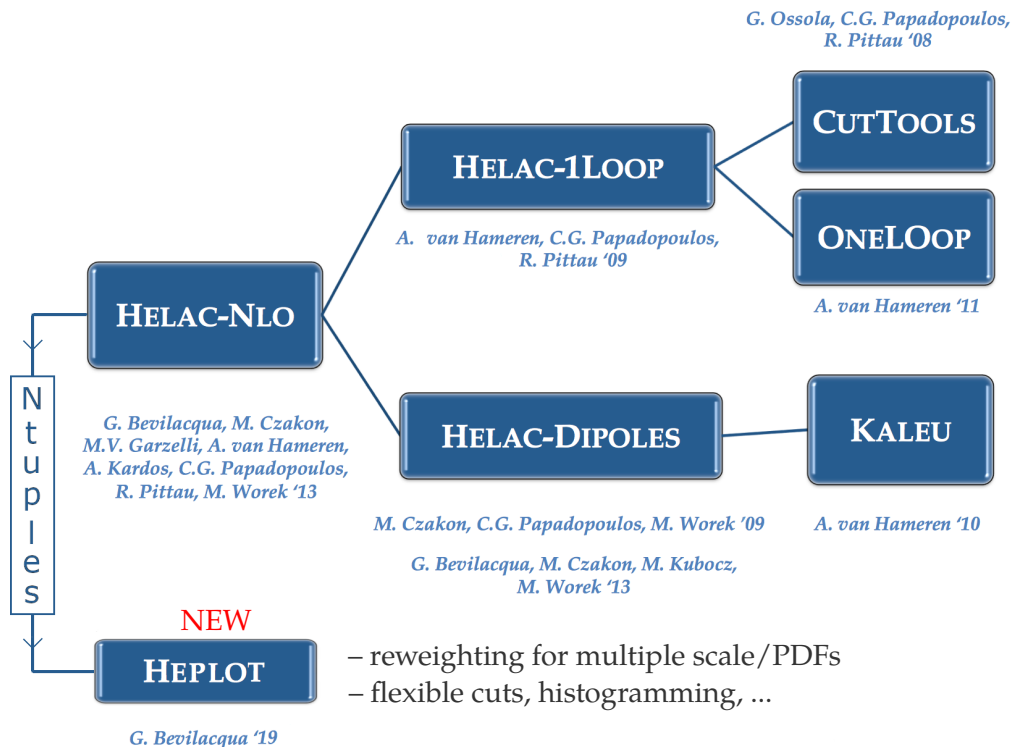 G. Ossola, C.G. Papadopoulos,
R. Pittau ‘08
CUTTOOLS
HELAC-1LOOP
ONELOOP
A. van Hameren, C.G. Papadopoulos,
R. Pittau ‘09
A. van Hameren ‘11
HELAC-NLO
Ntuples
G. Bevilacqua, M. Czakon,
M.V. Garzelli, A. van Hameren,
A. Kardos, C.G. Papadopoulos,
R. Pittau, M. Worek ‘13
HELAC-DIPOLES
KALEU
M. Czakon, C.G. Papadopoulos, M. Worek ’09
A. van Hameren ‘10
G. Bevilacqua, M. Czakon, M. Kubocz,
M. Worek ‘13
NEW
HEPLOT
– reweighting for multiple scale/PDFs
– flexible cuts, histogramming, ...
G. Bevilacqua ‘19